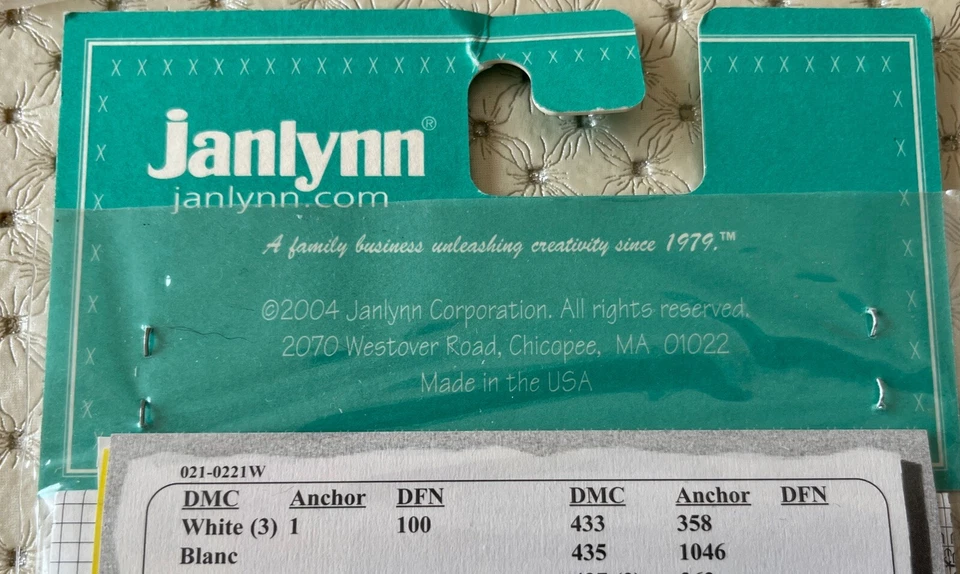 janlynn®
janlynn.com
A family business unleashing creativity since 1979.™
©2004 Janlynn Corporation. All rights reserved.
2070 Westover Road, Chicopee, MA 01022
Made in the USA
021-0221W
DMC Anchor DFN DMC Anchor DFN
White (3) 1 100 433 358
Blanc 435 1046